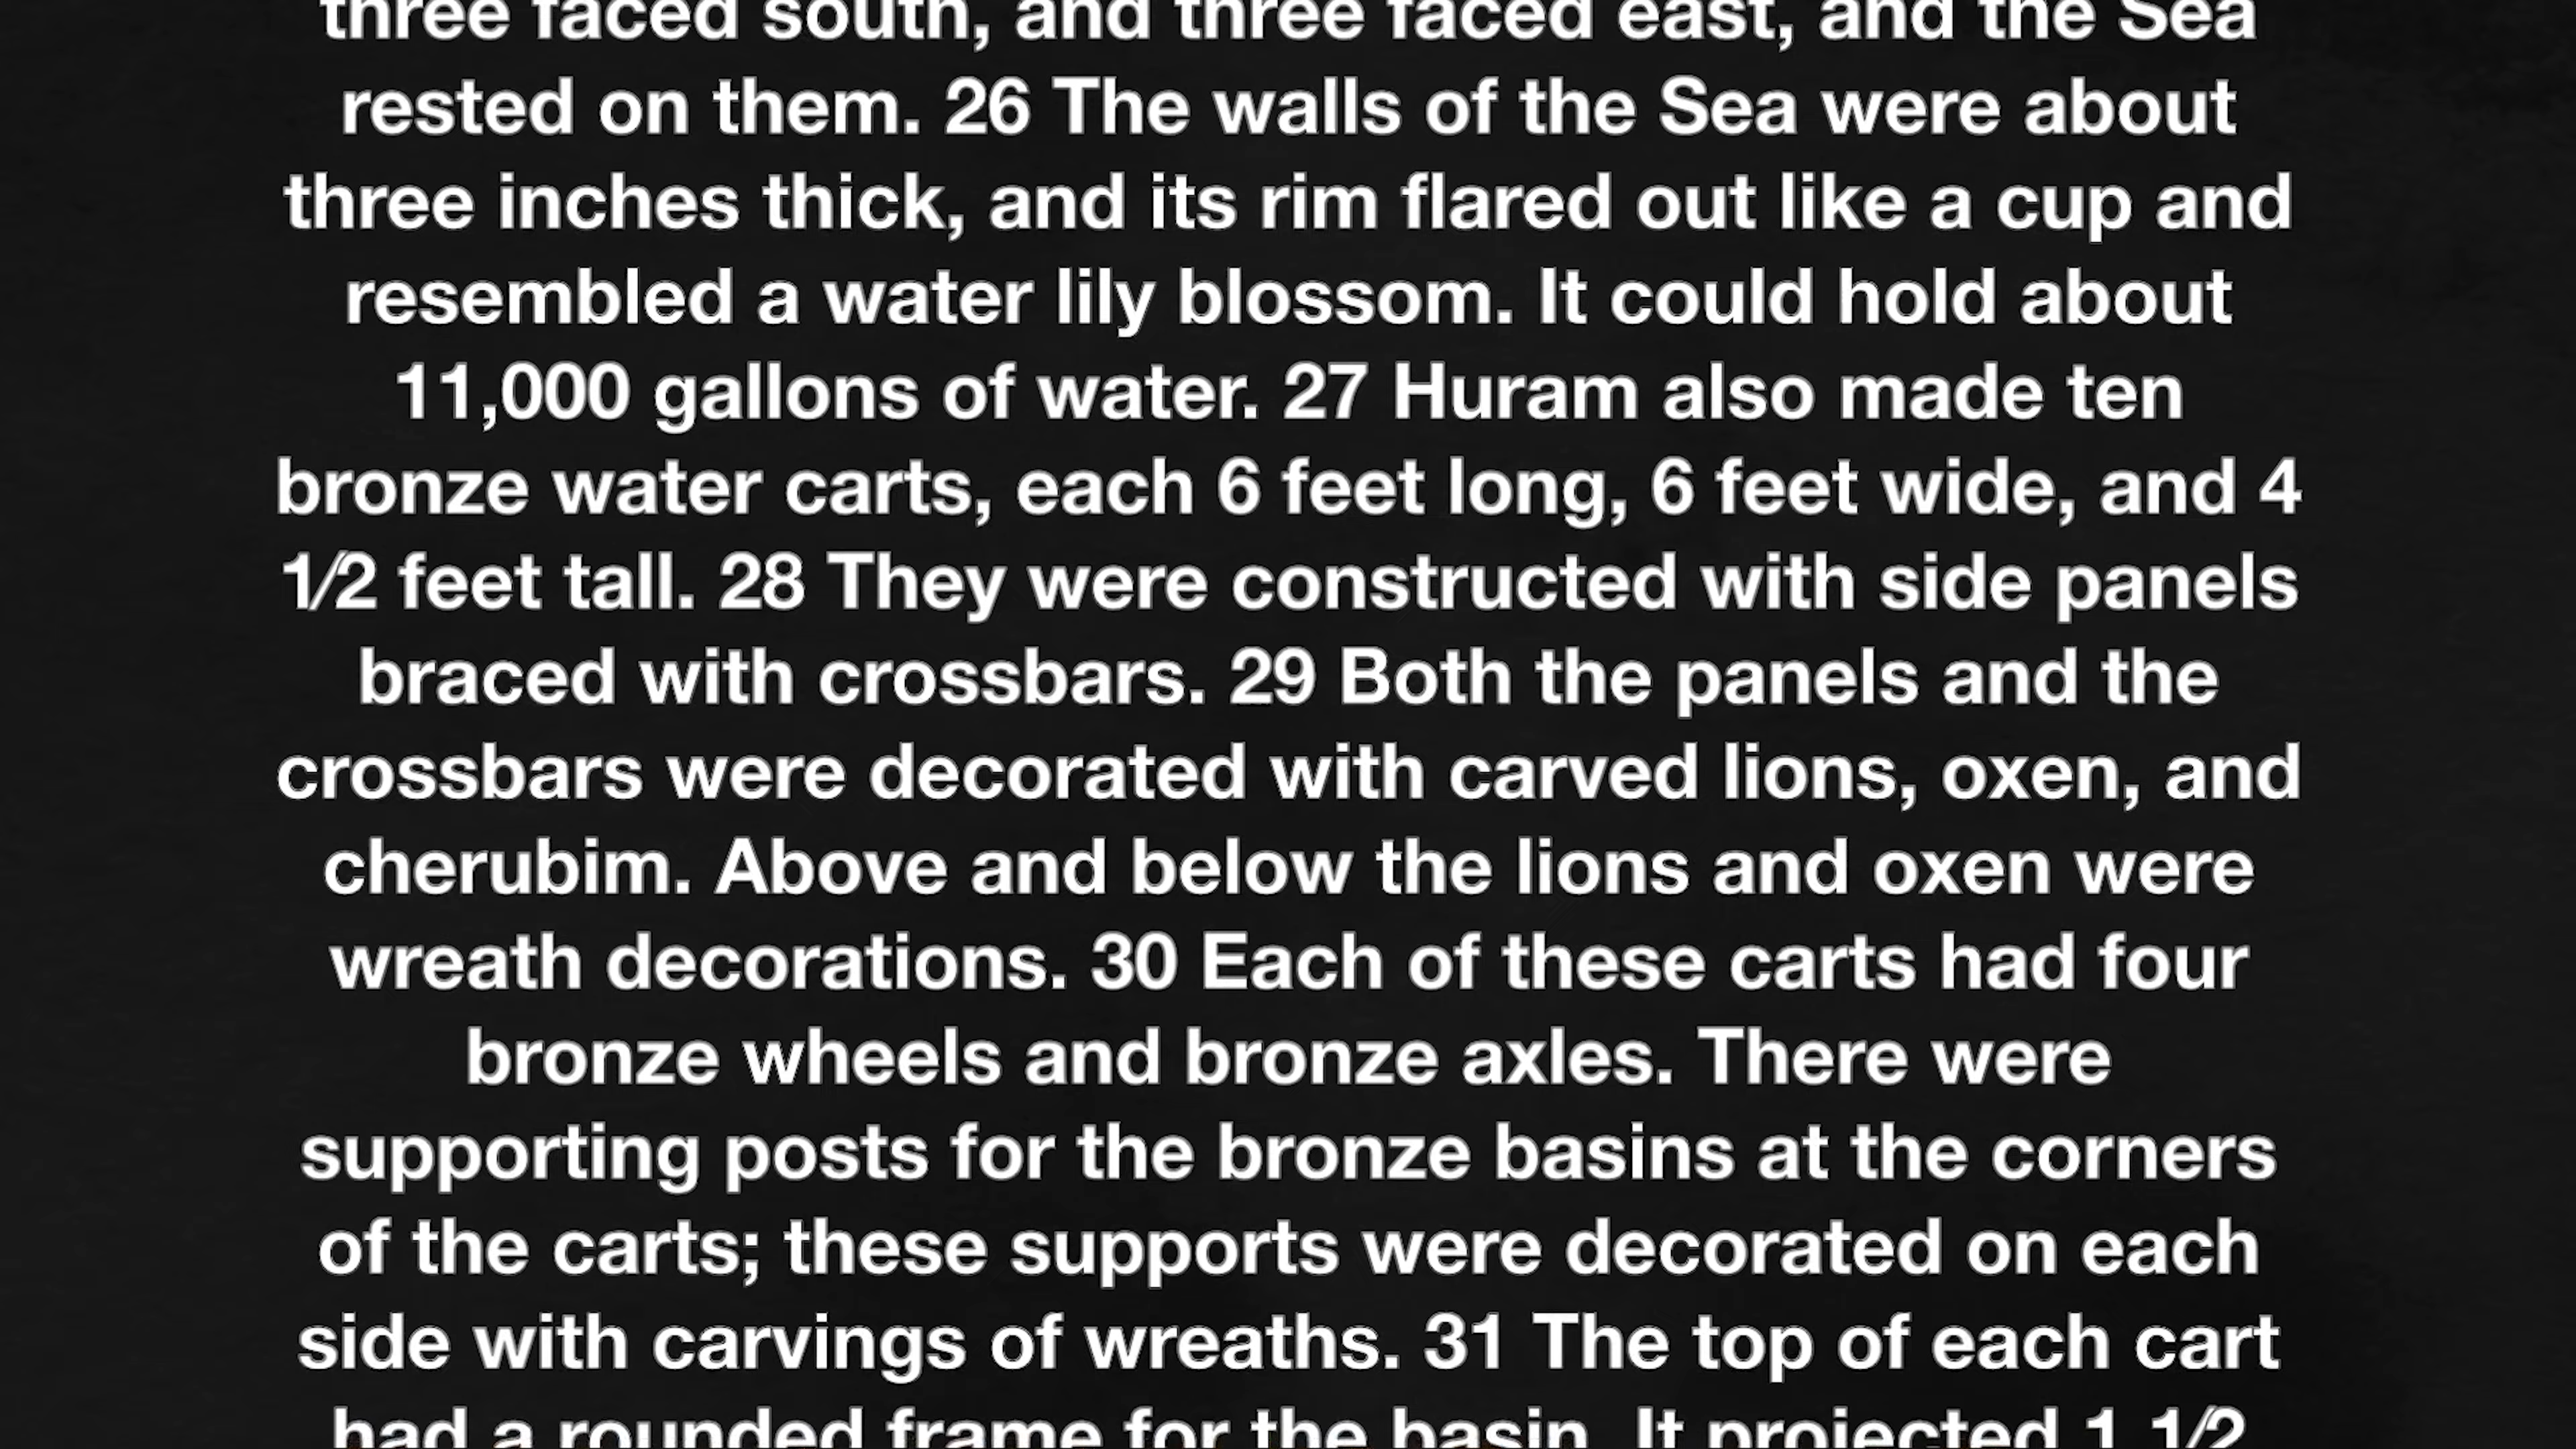 three faced south, and three faced east, and the Sea
rested on them. 26 The walls of the Sea were about
three inches thick, and its rim flared out like a cup and
resembled a water lily blossom. It could hold about
11,000 gallons of water. 27 Huram also made ten
bronze water carts, each 6 feet long, 6 feet wide, and 4
1⁄2 feet tall. 28 They were constructed with side panels
braced with crossbars. 29 Both the panels and the
crossbars were decorated with carved lions, oxen, and
cherubim. Above and below the lions and oxen were
wreath decorations. 30 Each of these carts had four
bronze wheels and bronze axles. There were
supporting posts for the bronze basins at the corners
of the carts; these supports were decorated on each
side with carvings of wreaths. 31 The top of each cart
had a rounded frame for the basin. It projected 1 1⁄2